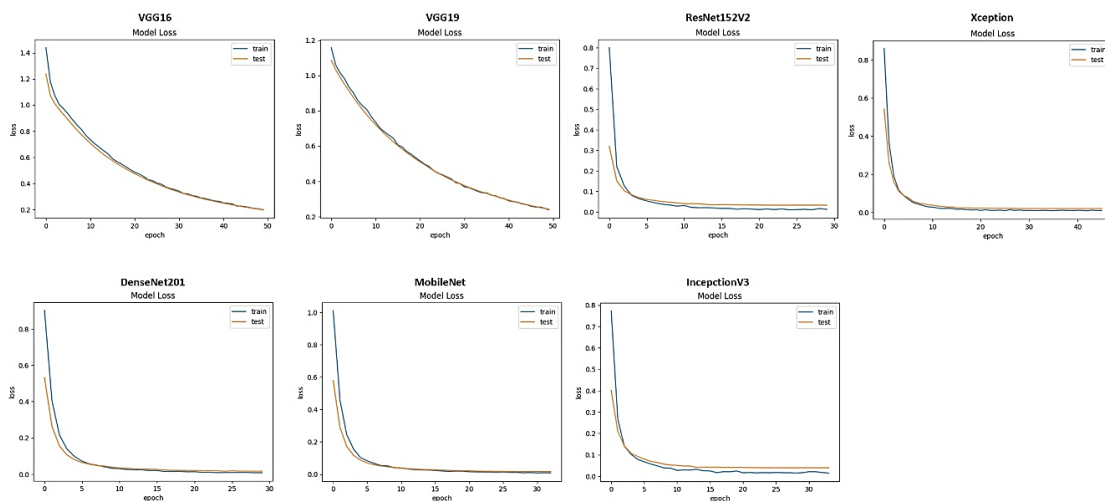 VGG16
Model Loss
train
test
loss
1.4
1.2
1.0
0.8
0.6
0.4
0.2
0 10 20 30 40 50
epoch
VGG19
Model Loss
train
test
loss
1.2
1.0
0.8
0.6
0.4
0.2
0 10 20 30 40 50
epoch
ResNet152V2
Model Loss
train
test
loss
0.8
0.7
0.6
0.5
0.4
0.3
0.2
0.1
0.0
0 5 10 15 20 25 30
epoch
Xception
Model Loss
train
test
loss
0.8
0.6
0.4
0.2
0.0
0 10 20 30 40
epoch
DenseNet201
Model Loss
train
test
loss
0.8
0.6
0.4
0.2
0.0
0 5 10 15 20 25 30
epoch
MobileNet
Model Loss
train
test
loss
1.0
0.8
0.6
0.4
0.2
0.0
0 5 10 15 20 25 30
epoch
IncepctionV3
Model Loss
train
test
loss
0.8
0.7
0.6
0.5
0.4
0.3
0.2
0.1
0.0
0 5 10 15 20 25 30
epoch